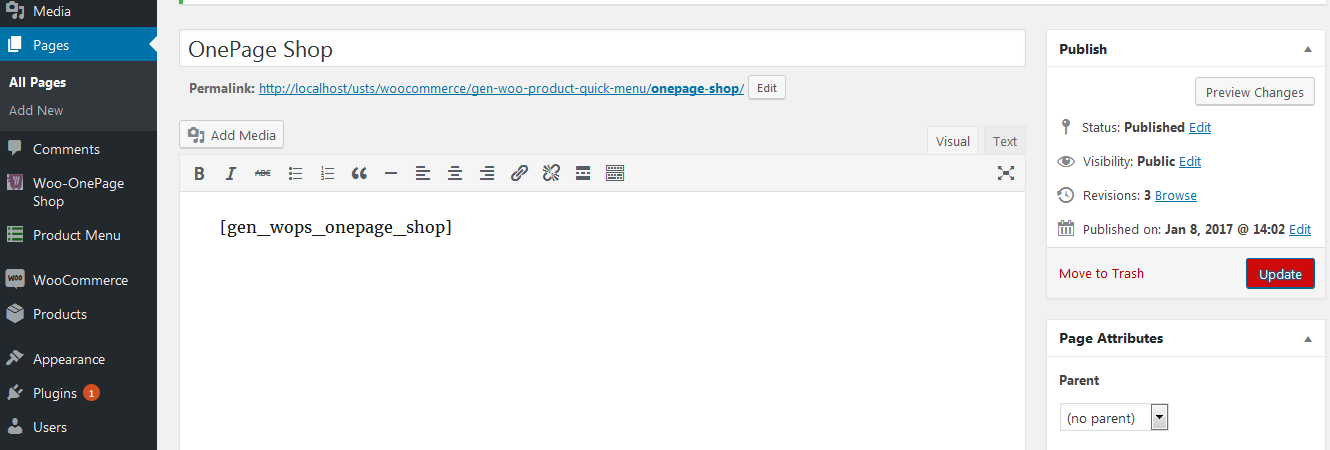 Media
Pages
All Pages
Add New
Comments
Woo-OnePage
Shop
Product Menu
WOO
WooCommerce
Products
Appearance
Plugins 1
Users
OnePage Shop
Permalink: http://localhost/usts/woocommerce/gen-woo-product-quick-menu/onepage-shop/ Edit
Add Media
Visual Text
B I ABC
[gen_wops_onepage_shop]
Publish
Preview Changes
Status: Published Edit
Visibility: Public Edit
Revisions: 3 Browse
Published on: Jan 8, 2017 @ 14:02 Edit
Move to Trash Update
Page Attributes
Parent
(no parent)